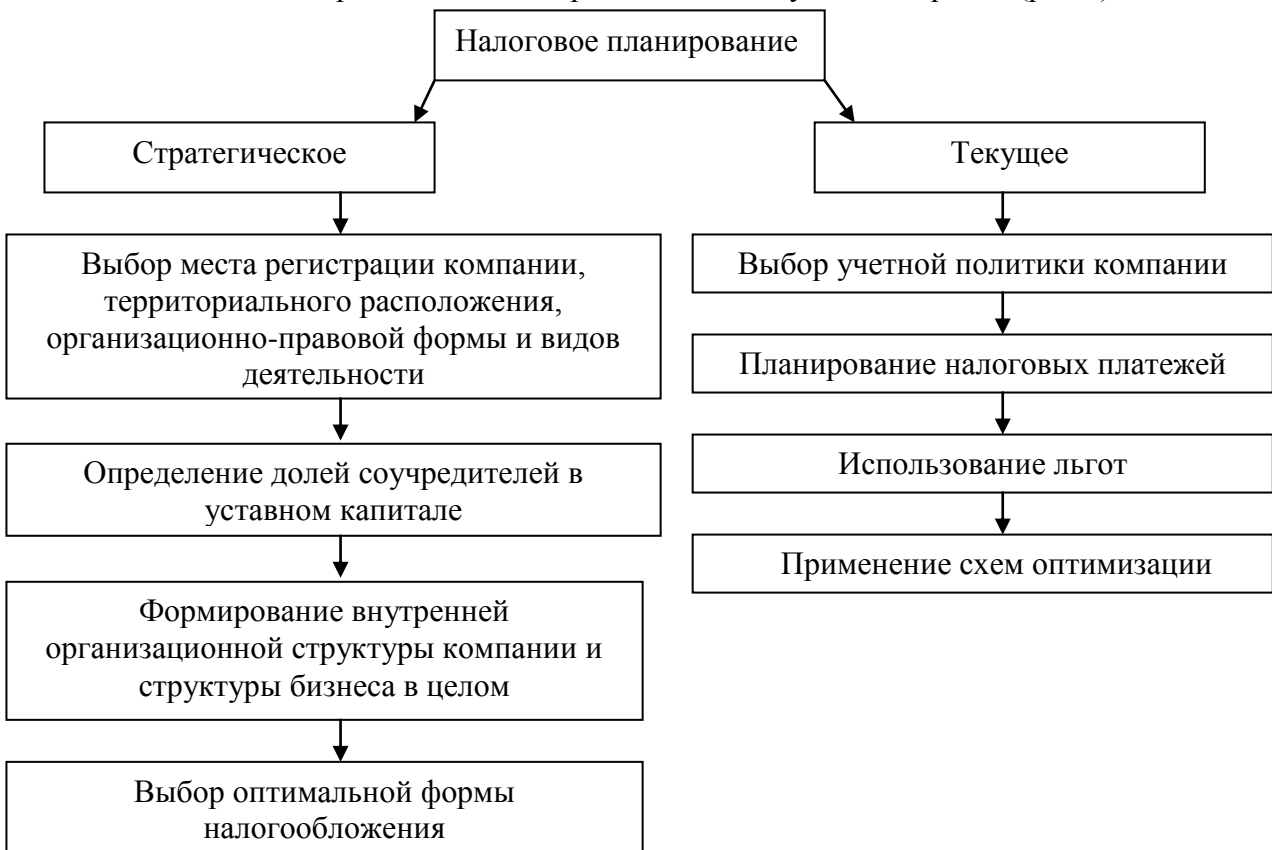 Налоговое планирование
Стратегическое
Текущее
Выбор места регистрации компании,
территориального расположения,
организационно-правовой формы и видов
деятельности
Определение долей соучредителей в
уставном капитале
Формирование внутренней
организационной структуры компании и
структуры бизнеса в целом
Выбор оптимальной формы
налогообложения
Выбор учетной политики компании
Планирование налоговых платежей
Использование льгот
Применение схем оптимизации